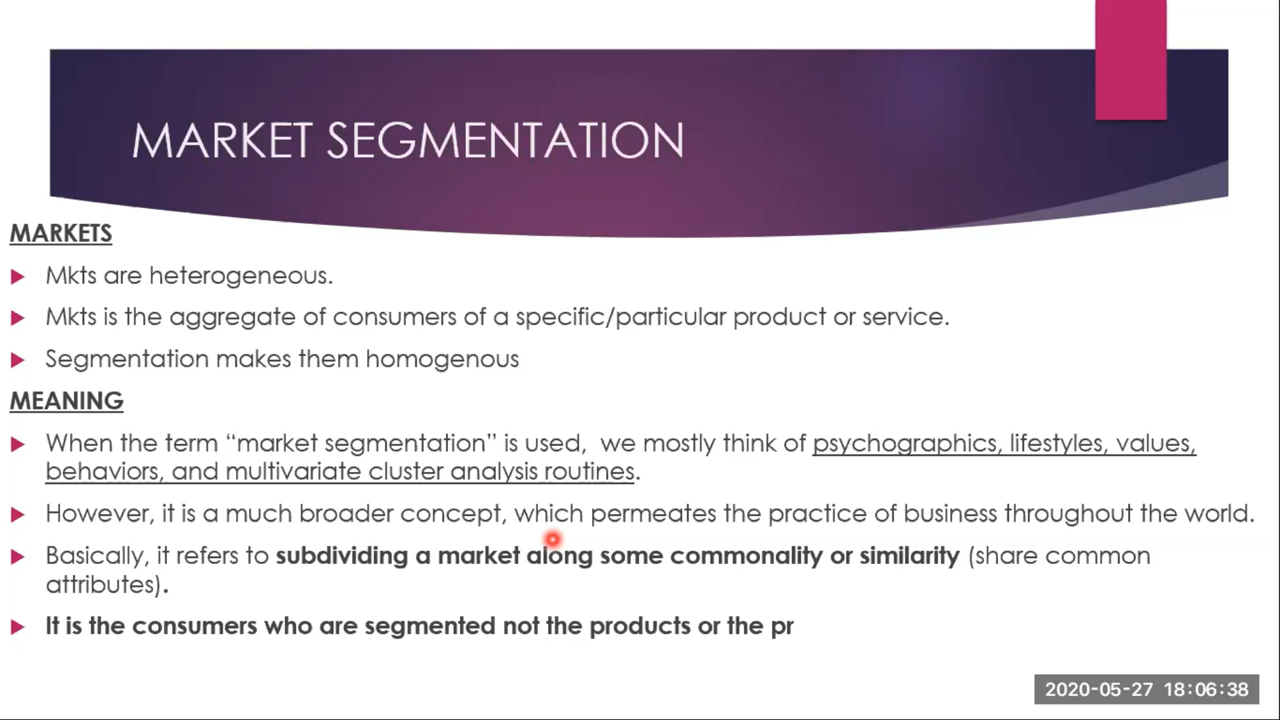 MARKET SEGMENTATION
MARKETS
Mkts are heterogeneous.
Mkts is the aggregate of consumers of a specific/particular product or service.
Segmentation makes them homogenous
MEANING
When the term “market segmentation” is used,  we mostly think of psychographics, lifestyles, values,
behaviors, and multivariate cluster analysis routines.
However, it is a much broader concept, which permeates the practice of business throughout the world.
Basically, it refers to subdividing a market along some commonality or similarity (share common
attributes).
It is the consumers who are segmented not the products or the pr
2020-05-27 18:06:38